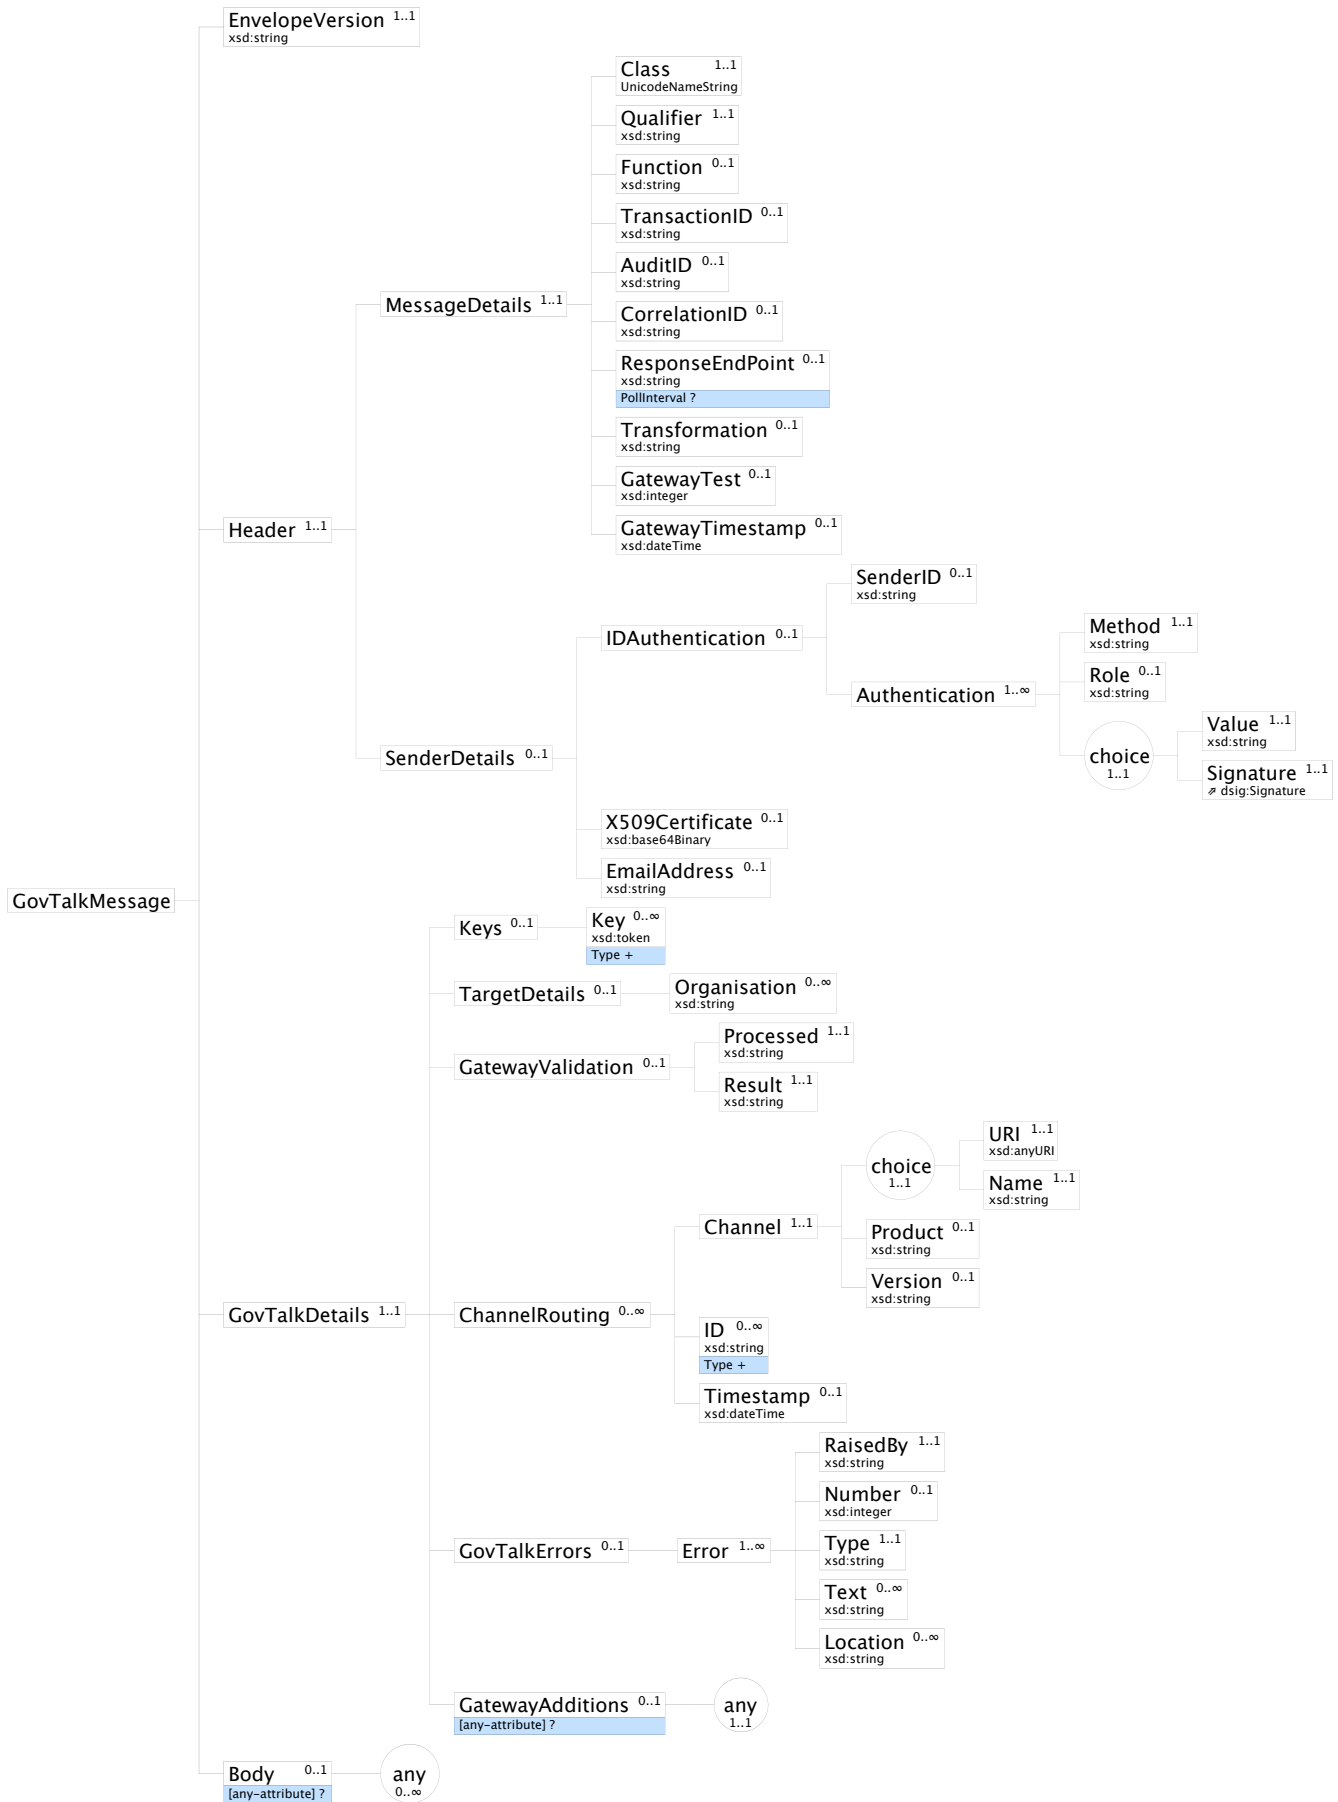 EnvelopeVersion 1..1
xsd:string
Class 1..1
UnicodeNameString
Qualifier 1..1
xsd:string
Function 0..1
xsd:string
TransactionID 0..1
xsd:string
AuditID 0..1
xsd:string
MessageDetails 1..1
CorrelationID 0..1
xsd:string
ResponseEndPoint 0..1
xsd:string
PollInterval ?
Transformation 0..1
xsd:string
GatewayTest 0..1
xsd:integer
Header 1..1
GatewayTimestamp 0..1
xsd:dateTime
SenderID 0..1
xsd:string
IDAuthentication 0..1
Method 1..1
xsd:string
Role 0..1
xsd:string
Authentication 1..∞
Value 1..1
xsd:string
SenderDetails 0..1
choice
1..1
Signature 1..1
⇗ dsig:Signature
X509Certificate 0..1
xsd:base64Binary
EmailAddress 0..1
xsd:string
GovTalkMessage
Keys 0..1
Key 0..∞
xsd:token
Type +
TargetDetails 0..1
Organisation 0..∞
xsd:string
GatewayValidation 0..1
Processed 1..1
xsd:string
Result 1..1
xsd:string
choice
1..1
URI 1..1
xsd:anyURI
Name 1..1
xsd:string
Channel 1..1
Product 0..1
xsd:string
Version 0..1
xsd:string
GovTalkDetails 1..1
ChannelRouting 0..∞
ID 0..∞
xsd:string
Type +
Timestamp 0..1
xsd:dateTime
RaisedBy 1..1
xsd:string
Number 0..1
xsd:integer
GovTalkErrors 0..1
Error 1..∞
Type 1..1
xsd:string
Text 0..∞
xsd:string
Location 0..∞
xsd:string
GatewayAdditions 0..1
[any-attribute] ?
any
1..1
Body 0..1
[any-attribute] ?
any
0..∞